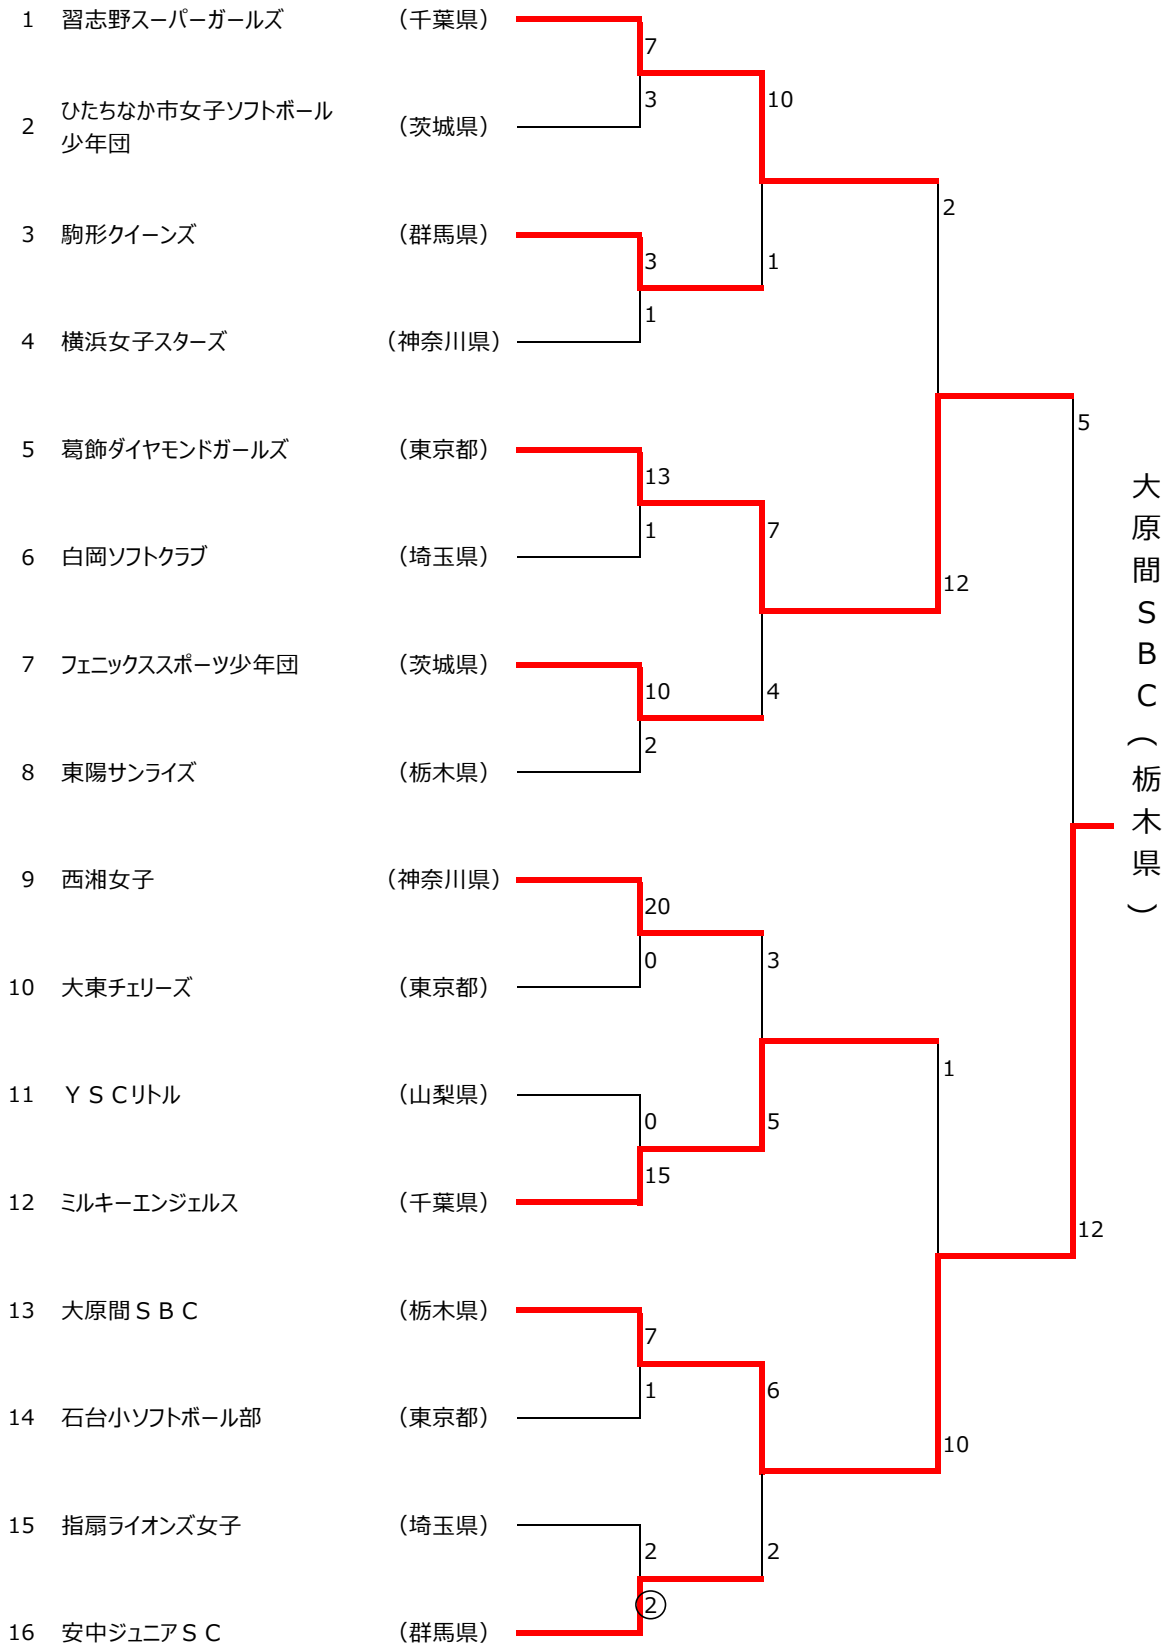 1 習志野スーパーガールズ （千葉県）
7
3
10
2 ひたちなか市女子ソフトボール
少年団 （茨城県）
2
3 駒形クイーンズ （群馬県）
3
1
1
4 横浜女子スターズ （神奈川県）
5
5 葛飾ダイヤモンドガールズ （東京都）
13
1
7
6 白岡ソフトクラブ （埼玉県）
12
7 フェニックススポーツ少年団 （茨城県）
10
4
2
8 東陽サンライズ （栃木県）
大原間ＳＢＣ（栃木県）
9 西湘女子 （神奈川県）
20
0
3
10 大東チェリーズ （東京都）
1
11 ＹＳＣリトル （山梨県）
0
5
15
12 ミルキーエンジェルス （千葉県）
12
13 大原間ＳＢＣ （栃木県）
7
1
6
14 石台小ソフトボール部 （東京都）
10
15 指扇ライオンズ女子 （埼玉県）
2
2
②
16 安中ジュニアＳＣ （群馬県）